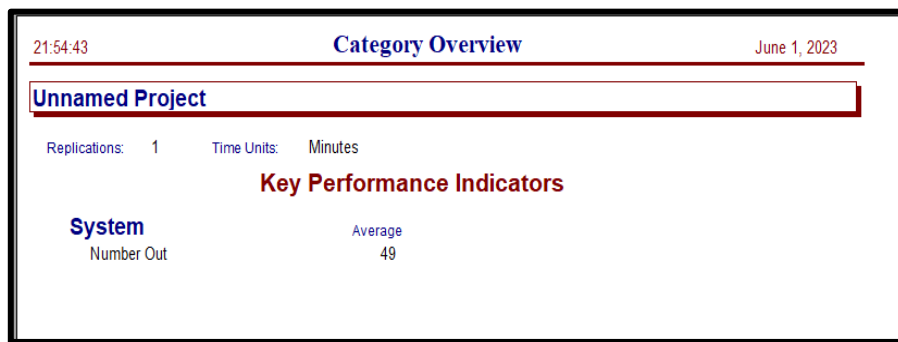 21:54:43 Category Overview June 1, 2023
Unnamed Project
Replications: 1 Time Units: Minutes
Key Performance Indicators
System Average
Number Out 49